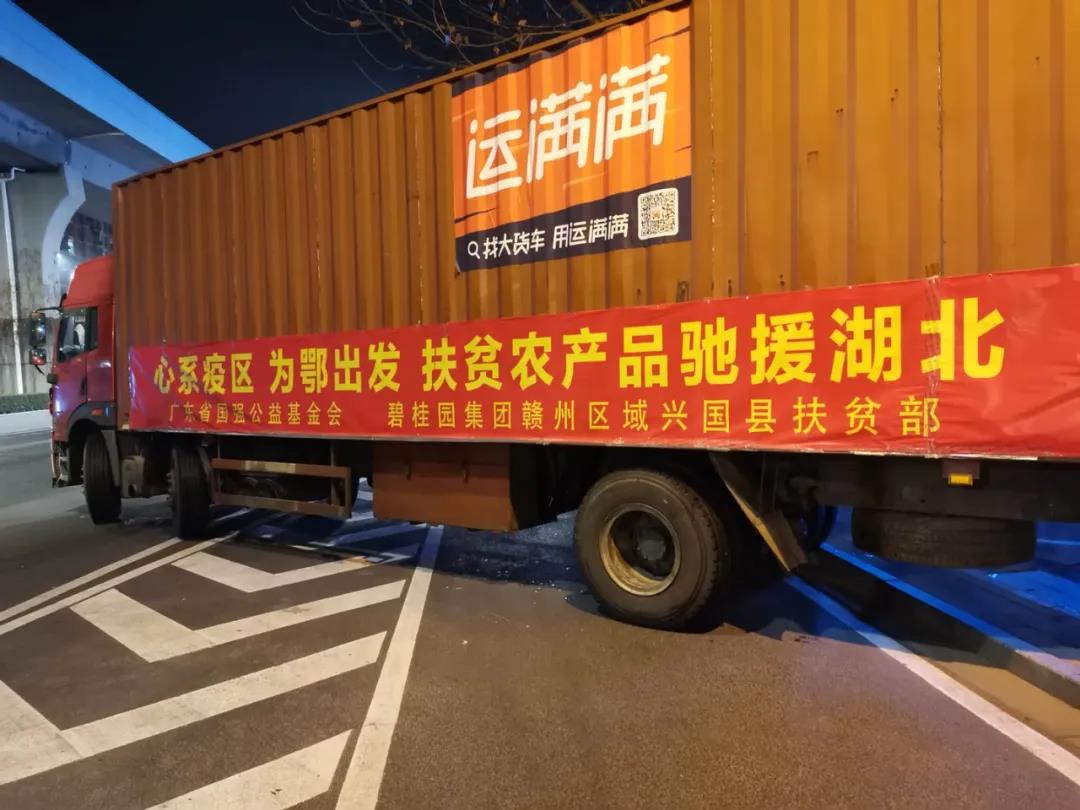 运满满
找大货车 用运满满
心系疫区 为鄂出发 扶贫农产品驰援湖北
广东省国强公益基金会 碧桂园集团赣州区域兴国县扶贫部